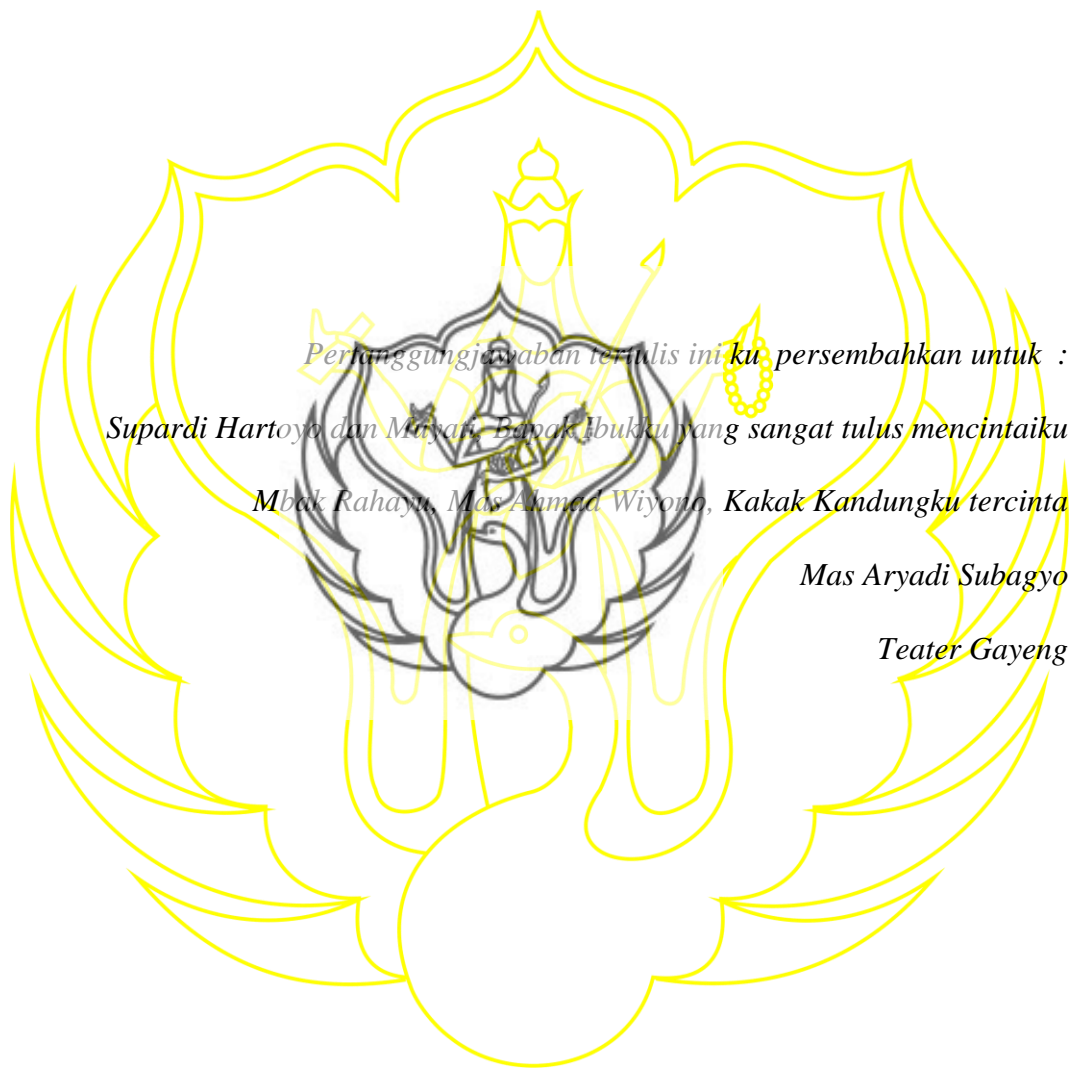 Pertanggungjawaban tertulis ini ku persembahkan untuk :
Supardi Hartoyo dan Mayati, Bapak Ibukku yang sangat tulus mencintaiku
Mbak Rahayu, Mas Ahmad Wiyono, Kakak Kandungku tercinta
Mas Aryadi Subagyo
Teater Gayeng